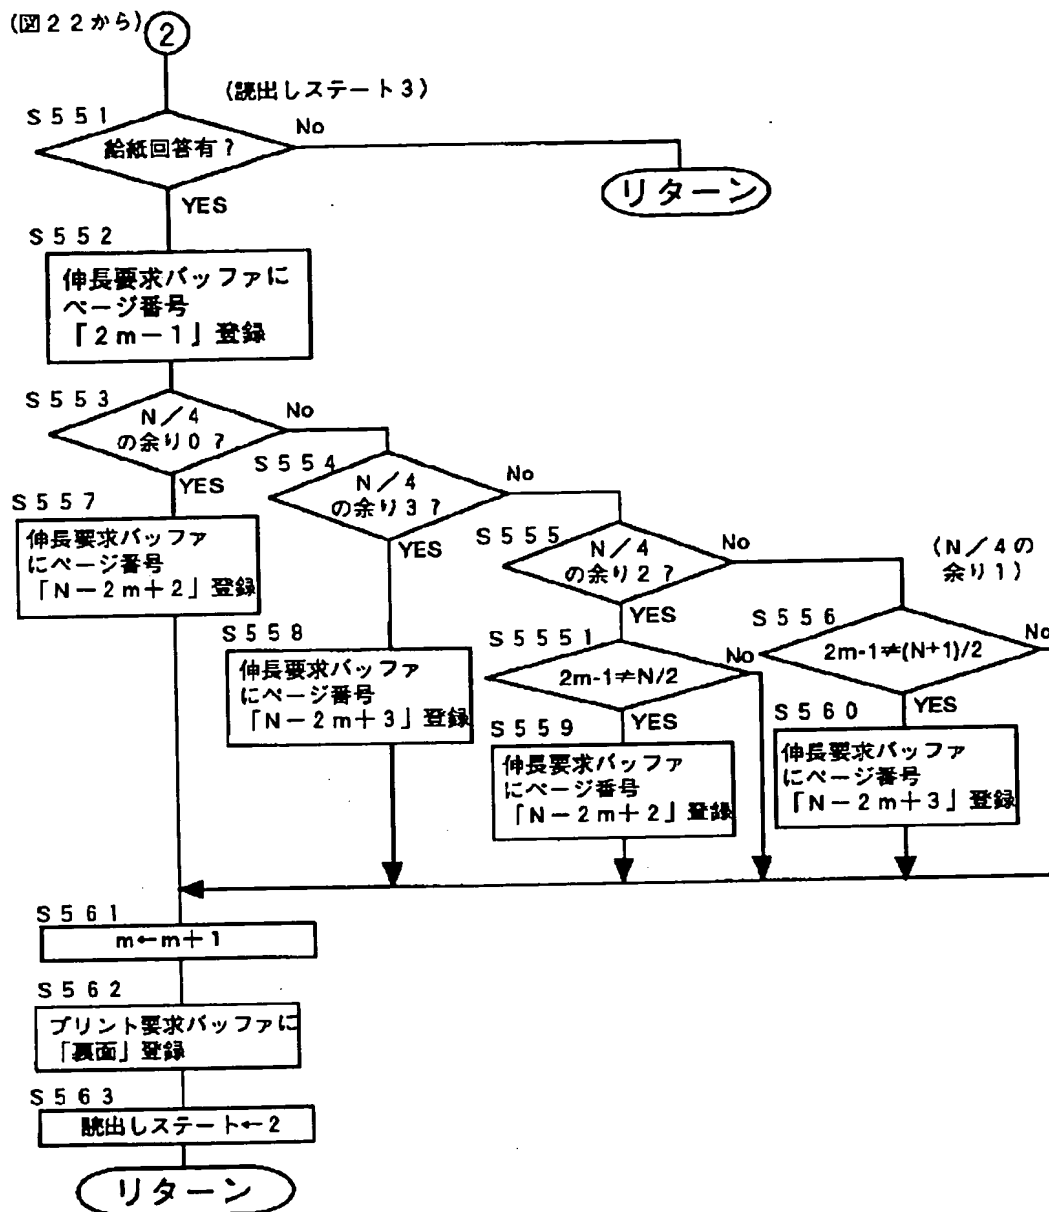 (図22から)
②
(読出しステート3)
S551
給紙回答有?
No
リターン
YES
S552
伸長要求バッファに
ページ番号
「2m-1」登録
S553
N/4
の余り0?
No
YES
S554
N/4
の余り3?
No
YES
S555
N/4
の余り2?
No
YES
(N/4の
余り1)
S556
2m-1≠(N+1)/2
No
YES
S557
伸長要求バッファ
にページ番号
「N-2m+2」登録
S558
伸長要求バッファ
にページ番号
「N-2m+3」登録
S5551
2m-1≠N/2
No
YES
S559
伸長要求バッファ
にページ番号
「N-2m+2」登録
S560
伸長要求バッファ
にページ番号
「N-2m+3」登録
S561
m←m+1
S562
プリント要求バッファに
「裏面」登録
S563
読出しステート←2
リターン